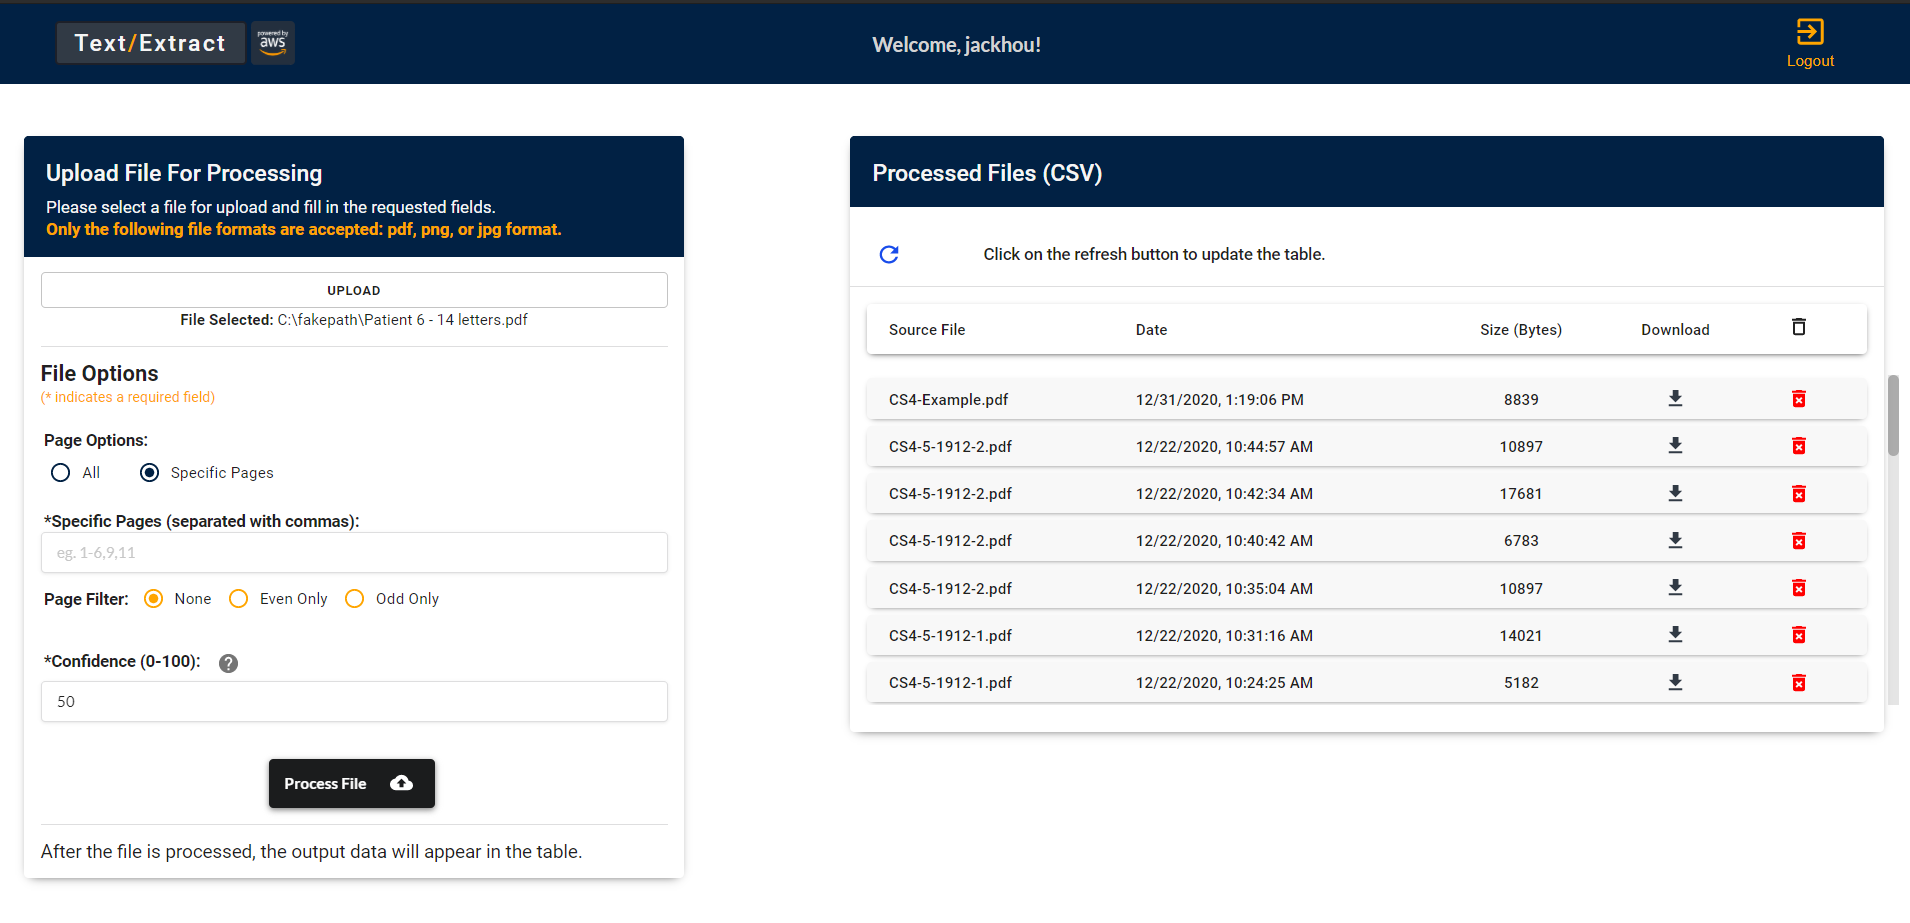 Text/Extract
powered by
aws
Welcome, jackhou!
Logout
Upload File For Processing
Please select a file for upload and fill in the requested fields.
Only the following file formats are accepted: pdf, png, or jpg format.
UPLOAD
File Selected: C:\fakepath\Patient 6 - 14 letters.pdf
File Options
(* indicates a required field)
Page Options:
All Specific Pages
*Specific Pages (separated with commas):
eg. 1-6,9,11
Page Filter: None Even Only Odd Only
*Confidence (0-100): ?
50
Process File
After the file is processed, the output data will appear in the table.
Processed Files (CSV)
Click on the refresh button to update the table.
Source File Date Size (Bytes) Download
CS4-Example.pdf 12/31/2020, 1:19:06 PM 8839
CS4-5-1912-2.pdf 12/22/2020, 10:44:57 AM 10897
CS4-5-1912-2.pdf 12/22/2020, 10:42:34 AM 17681
CS4-5-1912-2.pdf 12/22/2020, 10:40:42 AM 6783
CS4-5-1912-2.pdf 12/22/2020, 10:35:04 AM 10897
CS4-5-1912-1.pdf 12/22/2020, 10:31:16 AM 14021
CS4-5-1912-1.pdf 12/22/2020, 10:24:25 AM 5182